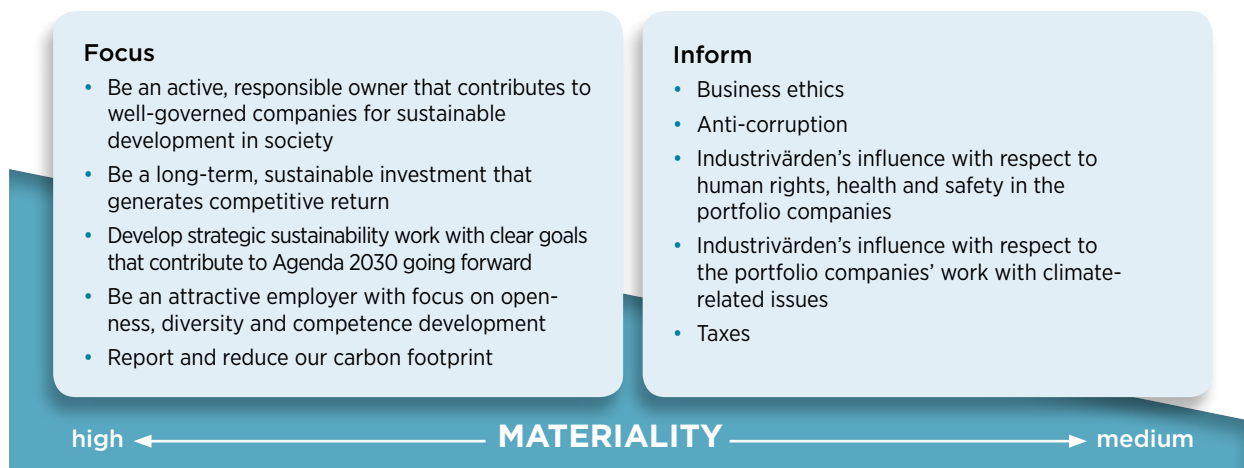 Focus
• Be an active, responsible owner that contributes to
well-governed companies for sustainable
development in society
• Be a long-term, sustainable investment that
generates competitive return
• Develop strategic sustainability work with clear goals
that contribute to Agenda 2030 going forward
• Be an attractive employer with focus on open-
ness, diversity and competence development
• Report and reduce our carbon footprint
Inform
• Business ethics
• Anti-corruption
• Industrivärden’s influence with respect to
human rights, health and safety in the
portfolio companies
• Industrivärden’s influence with respect to
the portfolio companies’ work with climate-
related issues
• Taxes
high MATERIALITY medium